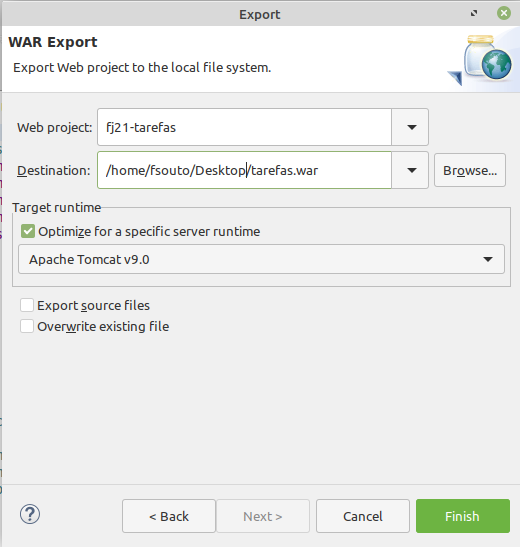 Export
WAR Export
Export Web project to the local file system.
Web project: fj21-tarefas
Destination: /home/fsouto/Desktop/tarefas.war Browse...
Target runtime
Optimize for a specific server runtime
Apache Tomcat v9.0
Export source files
Overwrite existing file
? < Back Next > Cancel Finish